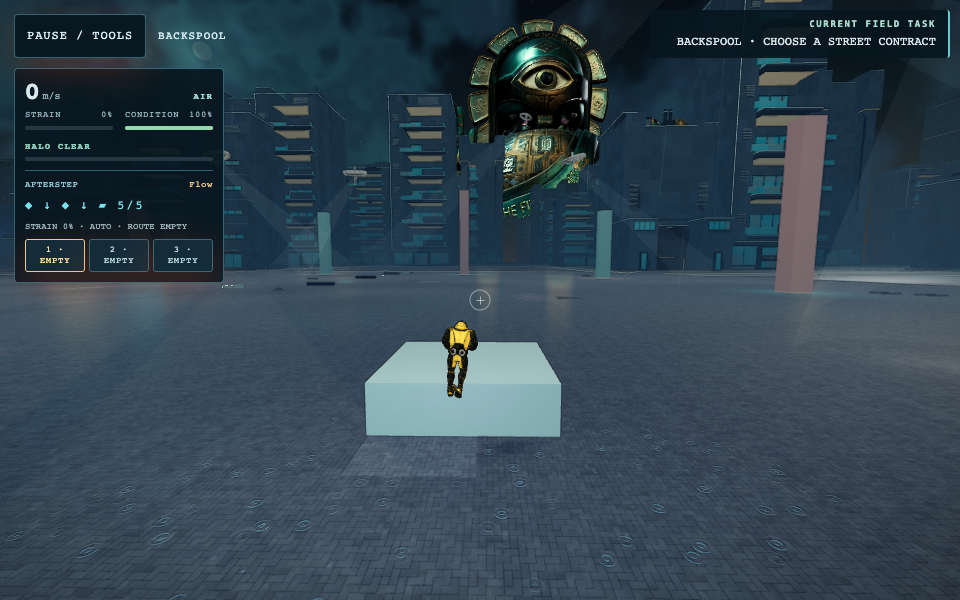 PAUSE / TOOLS
BACKSPOOL
CURRENT FIELD TASK
BACKSPOOL · CHOOSE A STREET CONTRACT
0 m/s
AIR
STRAIN 0%
CONDITION 100%
HALO CLEAR
AFTERSTEP
Flow
5/5
STRAIN 0% · AUTO · ROUTE EMPTY
1 · EMPTY
2 · EMPTY
3 · EMPTY